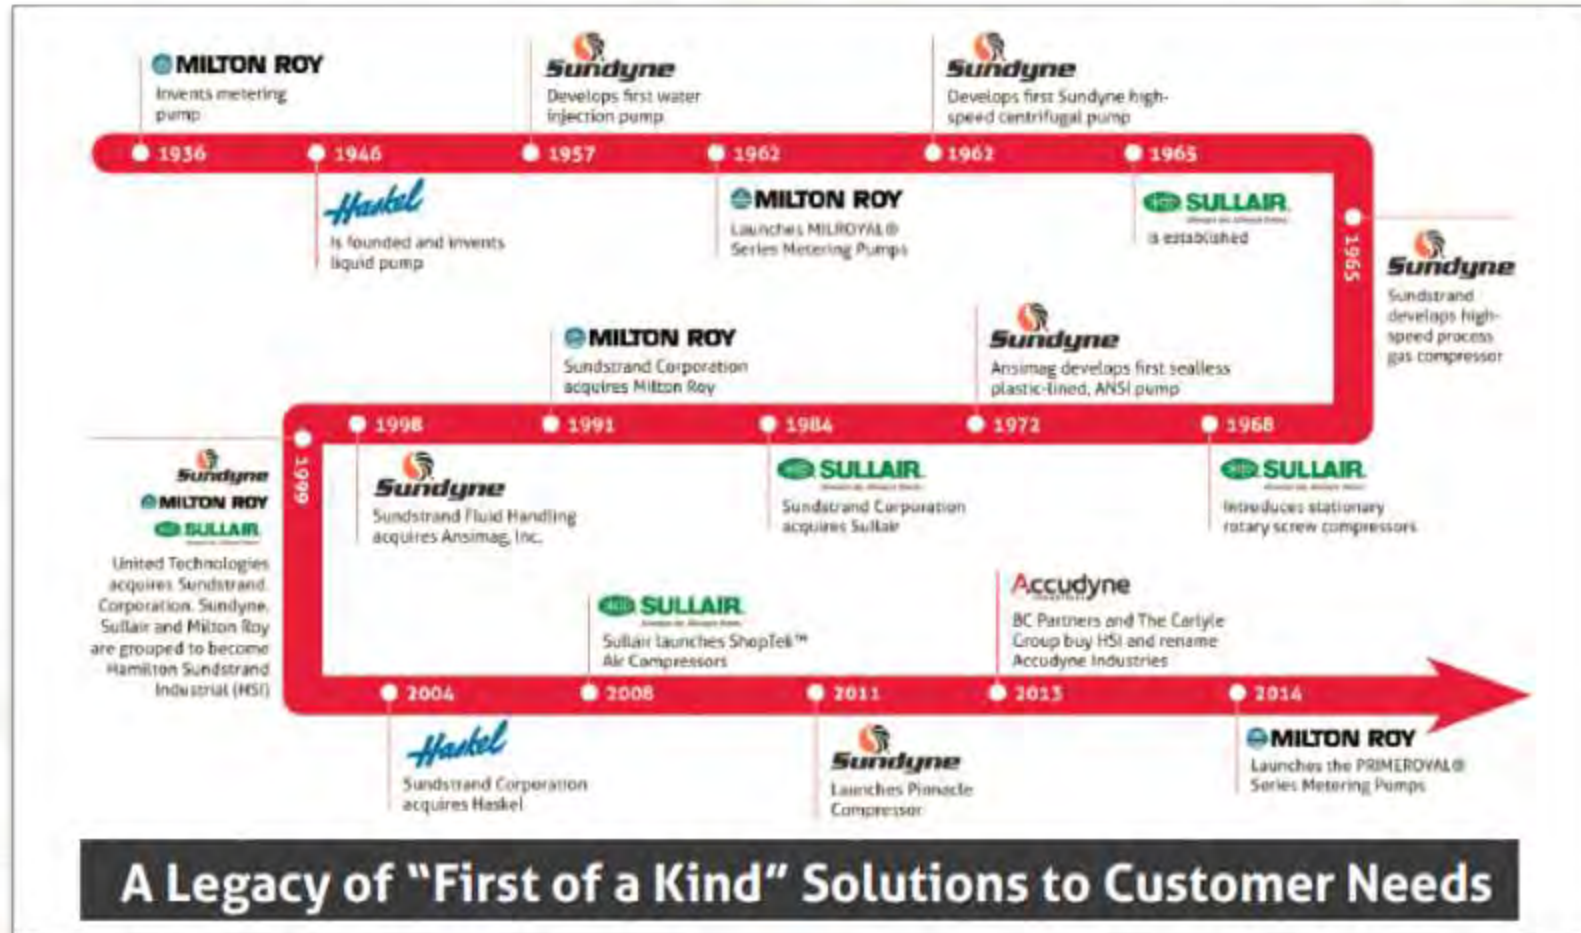 MILTON ROY
Invents metering
pump
1936
1946
Haskel
Is founded and invents
liquid pump
Sundyne
Develops first water
injection pump
1957
1962
MILTON ROY
Launches MILROYAL®
Series Metering Pumps
Sundyne
Develops first Sundyne high-
speed centrifugal pump
1962
1965
SULLAIR
is established
1965
Sundyne
Sundstrand
develops high-
speed process
gas compressor
1968
SULLAIR
Introduces stationary
rotary screw compressors
Sundyne
Ansimag develops first sealless
plastic-lined, ANSI pump
1972
1984
SULLAIR
Sundstrand Corporation
acquires Sullair
MILTON ROY
Sundstrand Corporation
acquires Milton Roy
1991
1998
Sundyne
Sundstrand Fluid Handling
acquires Ansimag, Inc.
1999
Sundyne
MILTON ROY
SULLAIR
United Technologies
acquires Sundstrand
Corporation. Sundyne,
Sullair and Milton Roy
are grouped to become
Hamilton Sundstrand
Industrial (HSI)
2004
Haskel
Sundstrand Corporation
acquires Haskel
SULLAIR
Sullair launches ShopTek™
Air Compressors
2008
2011
Sundyne
Launches Pinnacle
Compressor
Accudyne
BC Partners and The Carlyle
Group buy HSI and rename
Accudyne Industries
2013
2014
MILTON ROY
Launches the PRIMEROYAL®
Series Metering Pumps
A Legacy of "First of a Kind" Solutions to Customer Needs